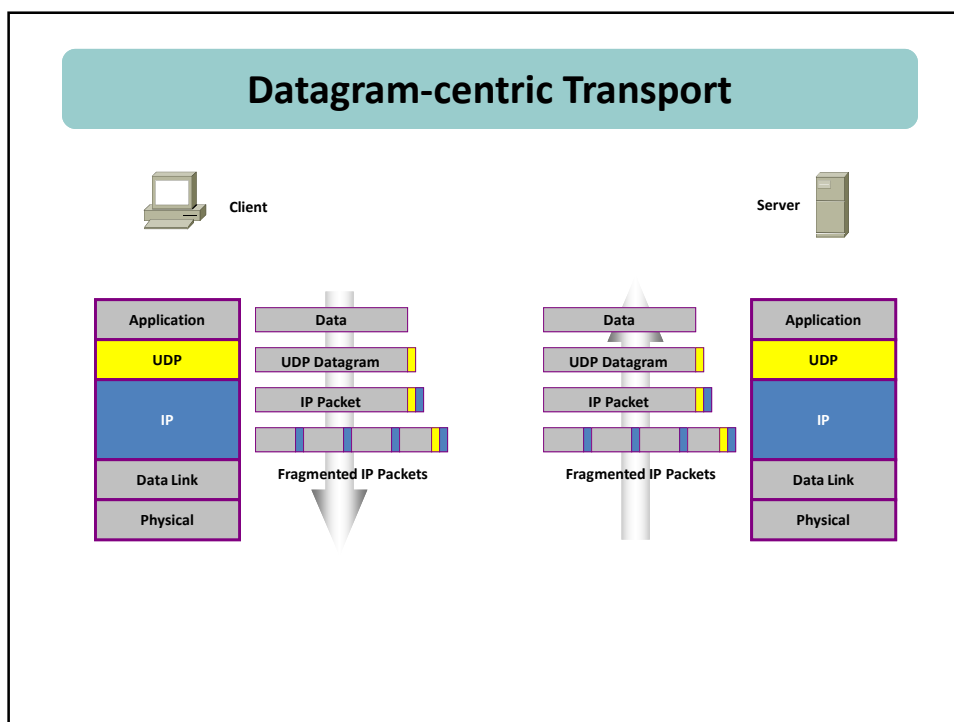 Datagram-centric Transport
Client
Server
Application
UDP
IP
Data Link
Physical
Data
UDP Datagram
IP Packet
Fragmented IP Packets
Data
UDP Datagram
IP Packet
Fragmented IP Packets
Application
UDP
IP
Data Link
Physical